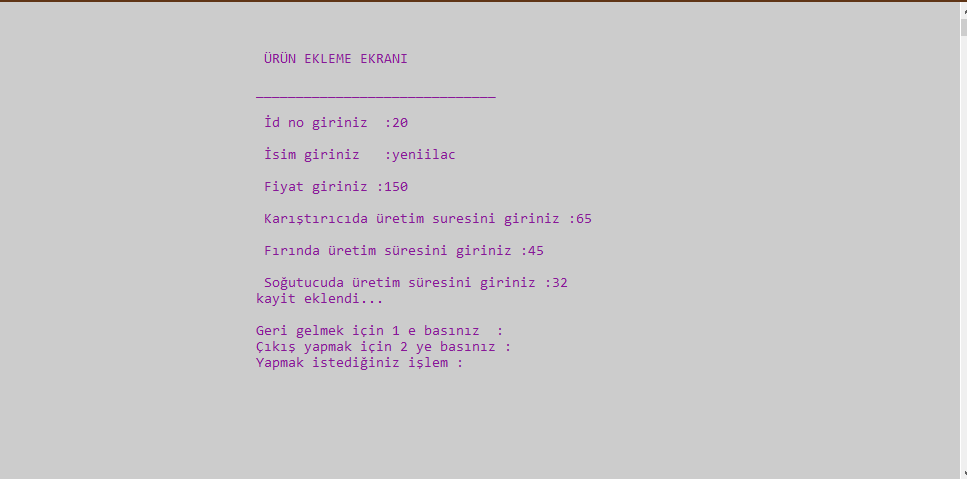 ÜRÜN EKLEME EKRANI
______________________________
İd no giriniz  :20
İsim giriniz   :yeniilac
Fiyat giriniz :150
Karıştırıcıda üretim suresini giriniz :65
Fırında üretim süresini giriniz :45
Soğutucuda üretim süresini giriniz :32
kayit eklendi...
Geri gelmek için 1 e basınız  :
Çıkış yapmak için 2 ye basınız :
Yapmak istediğiniz işlem :